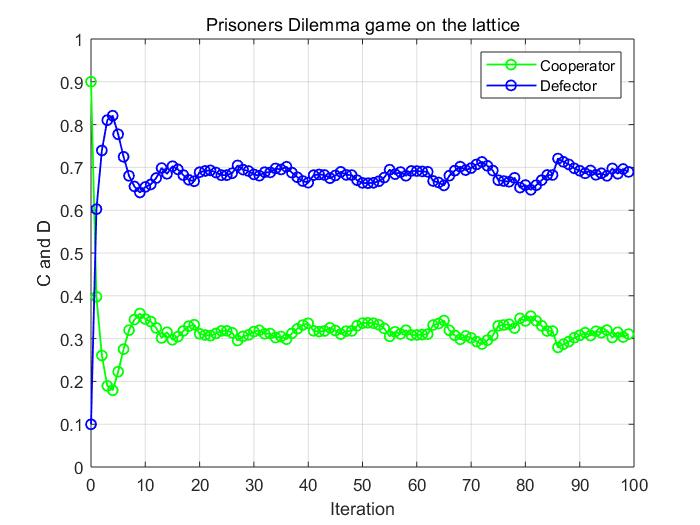 Prisoners Dilemma game on the lattice
Cooperator
Defector
C and D
1
0.9
0.8
0.7
0.6
0.5
0.4
0.3
0.2
0.1
0
0 10 20 30 40 50 60 70 80 90 100
Iteration